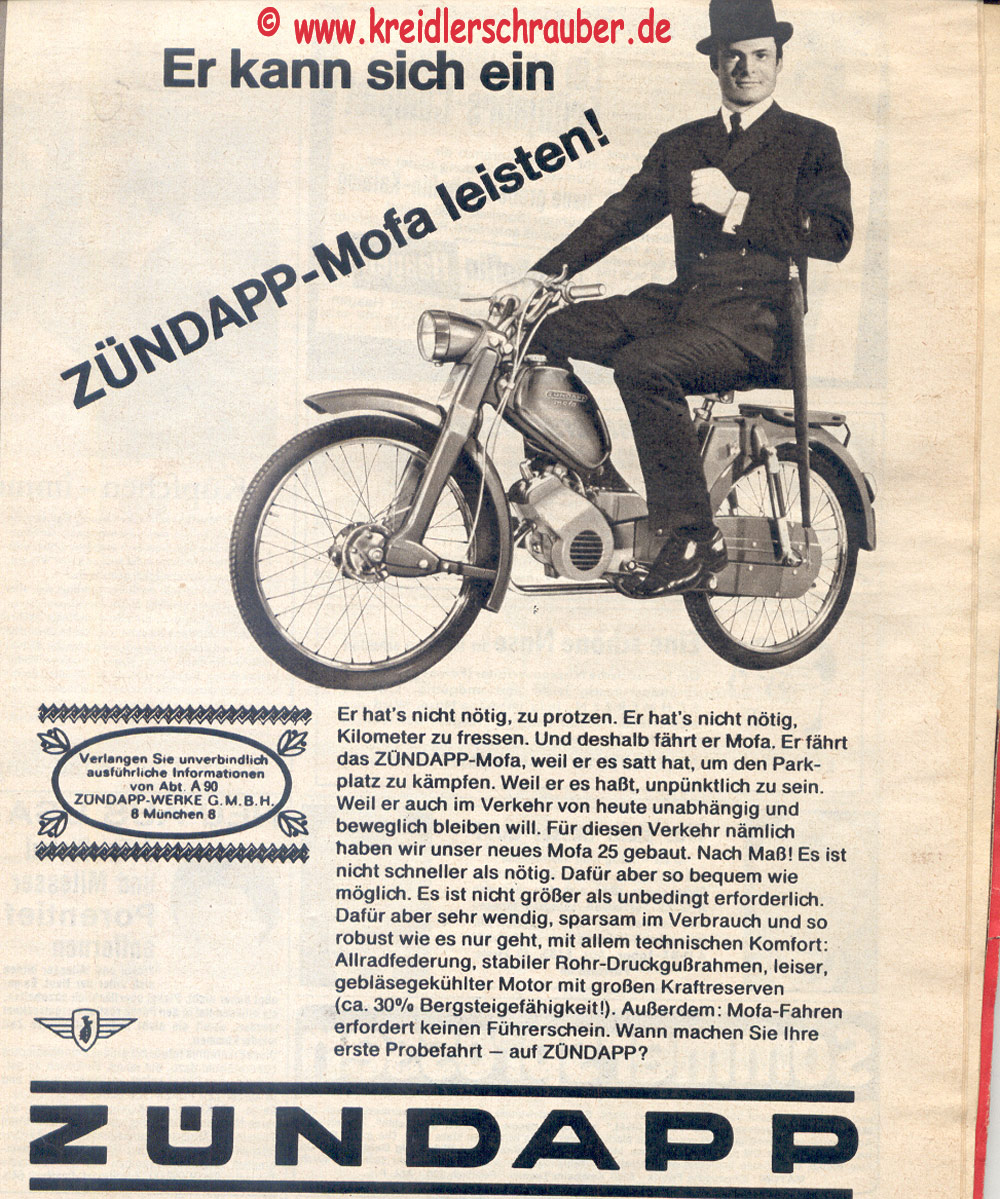 © www.kreidlerschrauber.de
Er kann sich ein
ZÜNDAPP-Mofa leisten!
ZÜNDAPP
Er hat's nicht nötig, zu protzen. Er hat's nicht nötig,
Kilometer zu fressen. Und deshalb fährt er Mofa. Er fährt
das ZÜNDAPP-Mofa, weil er es satt hat, um den Park-
platz zu kämpfen. Weil er es haßt, unpünktlich zu sein.
Weil er auch im Verkehr von heute unabhängig und
beweglich bleiben will. Für diesen Verkehr nämlich
haben wir unser neues Mofa 25 gebaut. Nach Maß! Es ist
nicht schneller als nötig. Dafür aber so bequem wie
möglich. Es ist nicht größer als unbedingt erforderlich.
Dafür aber sehr wendig, sparsam im Verbrauch und so
robust wie es nur geht, mit allem technischen Komfort:
Allradfederung, stabiler Rohr-Druckgußrahmen, leiser,
gebläsegekühlter Motor mit großen Kraftreserven
(ca. 30% Bergsteigefähigkeit!). Außerdem: Mofa-Fahren
erfordert keinen Führerschein. Wann machen Sie Ihre
erste Probefahrt — auf ZÜNDAPP?
Verlangen Sie unverbindlich
ausführliche Informationen
von Abt. A 90
ZÜNDAPP-WERKE G.M.B.H.
8 München 8
ZÜNDAPP